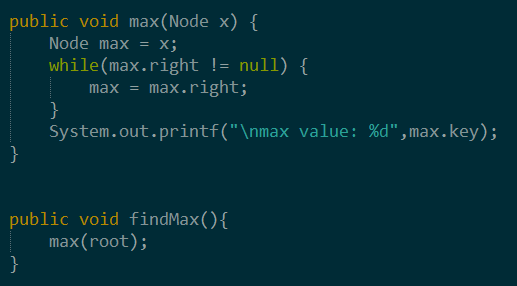 public void max(Node x) {
    Node max = x;
    while(max.right != null) {
        max = max.right;
    }
    System.out.printf("\nmax value: %d",max.key);
}
public void findMax(){
    max(root);
}